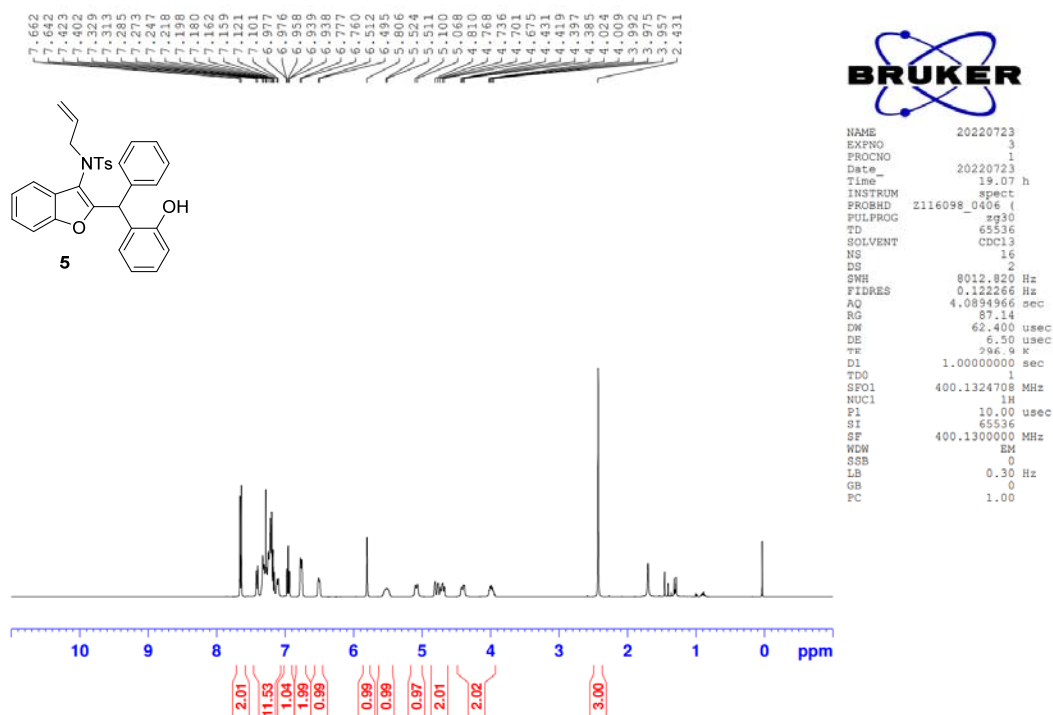 7.662
7.642
7.423
7.402
7.329
7.313
7.285
7.273
7.247
7.218
7.198
7.180
7.162
7.159
7.121
7.101
6.977
6.976
6.958
6.939
6.938
6.777
6.760
6.512
6.495
5.806
5.524
5.511
5.100
5.068
4.810
4.768
4.736
4.701
4.675
4.431
4.419
4.397
4.385
4.024
4.009
3.992
3.975
3.957
2.431
BRUKER
NTs
OH
O
5
NAME 20220723
EXPNO 3
PROCNO 1
Date_ 20220723
Time 19.07 h
INSTRUM spect
PROBHD Z116098_0406 (
PULPROG zg30
TD 65536
SOLVENT CDCl3
NS 16
DS 2
SWH 8012.820 Hz
FIDRES 0.122266 Hz
AQ 4.0894966 sec
RG 87.14
DW 62.400 usec
DE 6.50 usec
TE 296.9 K
D1 1.00000000 sec
TD0 1
SFO1 400.1324708 MHz
NUC1 1H
P1 10.00 usec
SI 65536
SF 400.1300000 MHz
WDW EM
SSB 0
LB 0.30 Hz
GB 0
PC 1.00
10 9 8 7 6 5 4 3 2 1 0 ppm
2.01
11.53
1.04
1.99
0.99
0.99
0.99
0.97
2.01
2.02
3.00